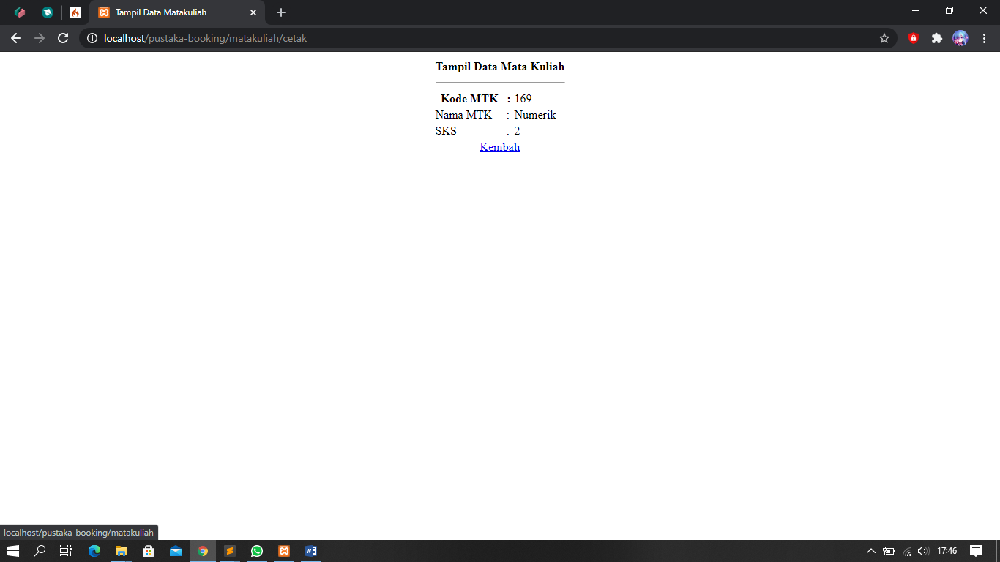 Tampil Data Matakuliah
localhost/pustaka-booking/matakuliah/cetak
Tampil Data Mata Kuliah
Kode MTK : 169
Nama MTK : Numerik
SKS : 2
Kembali
localhost/pustaka-booking/matakuliah
17:46